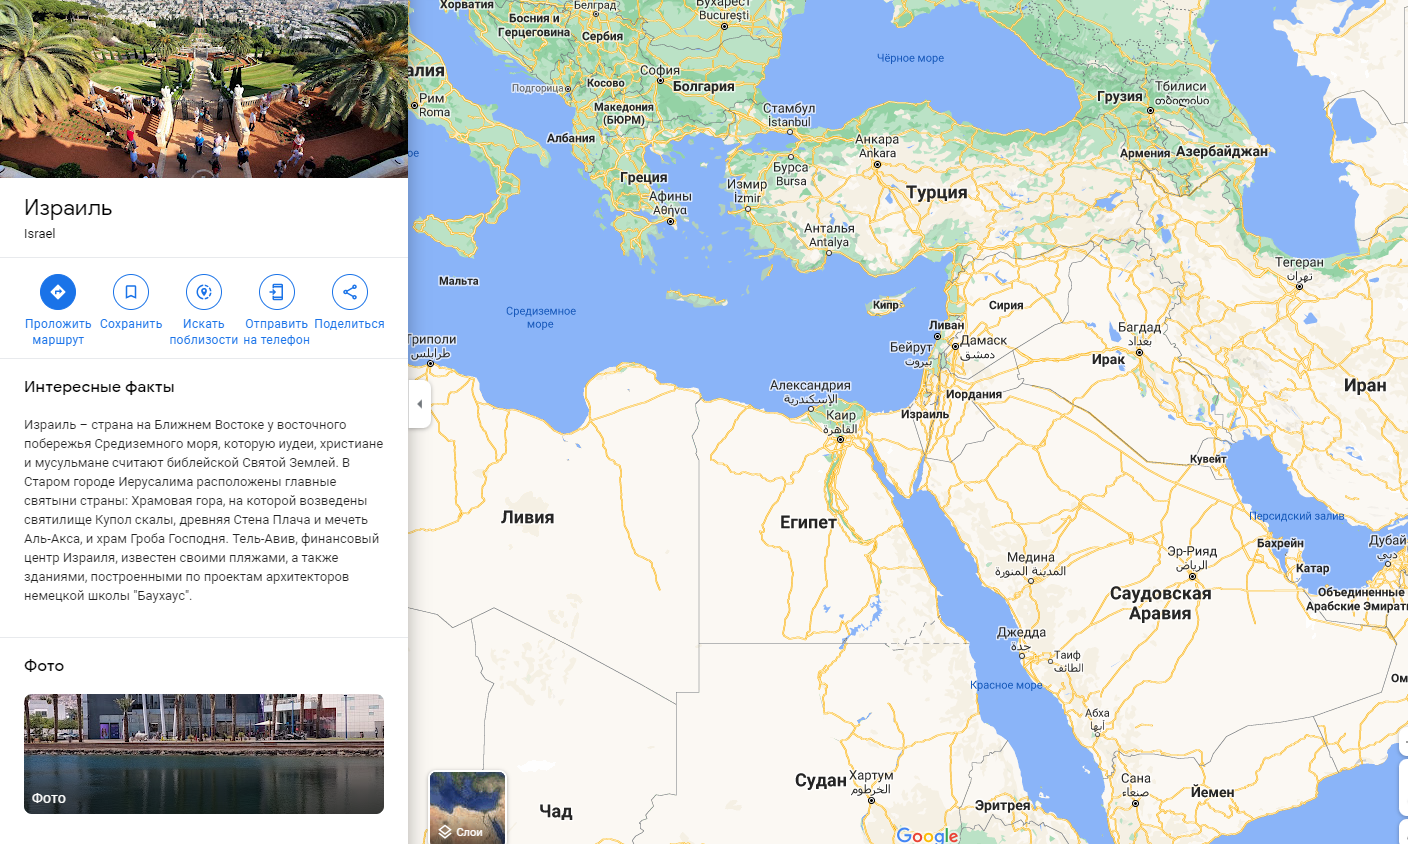 Израиль
Israel
Проложить
маршрут
Сохранить
Искать
поблизости
Отправить
на телефон
Поделиться
Интересные факты
Израиль – страна на Ближнем Востоке у восточного
побережья Средиземного моря, которую иудеи, христиане
и мусульмане считают библейской Святой Землей. В
Старом городе Иерусалима расположены главные
святыни страны: Храмовая гора, на которой возведены
святилище Купол скалы, древняя Стена Плача и мечеть
Аль-Акса, и храм Гроба Господня. Тель-Авив, финансовый
центр Израиля, известен своими пляжами, а также
зданиями, построенными по проектам архитекторов
немецкой школы "Баухаус".
Фото
Фото
Хорватия
Босния и
Герцеговина
Белград
Сербия
Бухарест
București
Чёрное море
алия
Рим
Roma
Подгорица
Косово
София
Болгария
Македония
(БЮРМ)
Албания
Стамбул
İstanbul
Грузия
Тбилиси
თბილისი
Армения
Азербайджан
ое
Греция
Афины
Αθήνα
Бурса
Bursa
Измир
İzmir
Анкара
Ankara
Турция
Анталья
Antalya
Тегеран
تهران
Мальта
Средиземное
море
Кипр
Сирия
Ливан
Бейрут
بيروت
Дамаск
دمشق
Багдад
بغداد
Ирак
Иран
Триполи
طرابلس
Александрия
الإسكندرية
Каир
القاهرة
Израиль
Иордания
Кувейт
Ливия
Египет
Персидский залив
Бахрейн
Катар
Дубай
دبي
Объединенные
Арабские Эмират
Медина
المدينة المنورة
Эр-Рияд
الرياض
Саудовская
Аравия
Джедда
جدة
Таиф
الطائف
Красное море
Ом
Абха
أبها
Чад
Судан
Хартум
الخرطوم
Эритрея
Сана
صنعاء
Йемен
Слои
Google